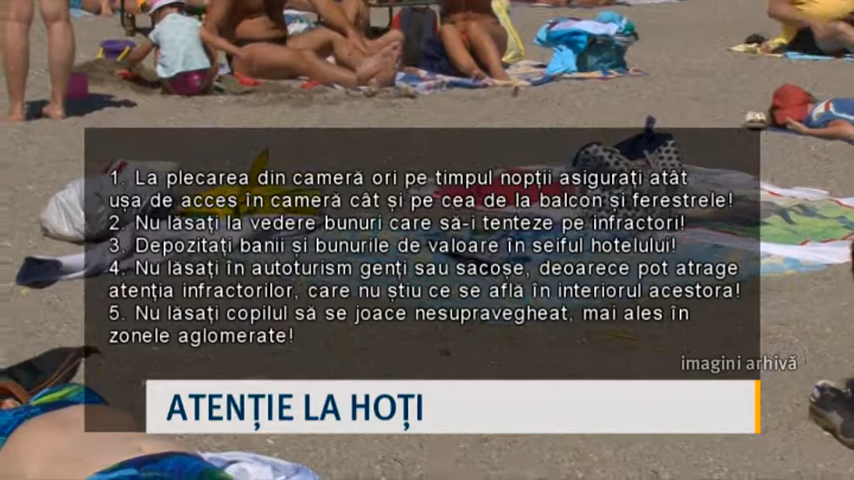 1. La plecarea din cameră ori pe timpul nopții asigurați atât
ușa de acces în cameră cât și pe cea de la balcon și ferestrele!
2. Nu lăsați la vedere bunuri care să-i tenteze pe infractori!
3. Depozitați banii și bunurile de valoare în seiful hotelului!
4. Nu lăsați în autoturism genți sau sacoșe, deoarece pot atrage
atenția infractorilor, care nu știu ce se află în interiorul acestora!
5. Nu lăsați copilul să se joace nesupravegheat, mai ales în
zonele aglomerate!
imagini arhivă
ATENȚIE LA HOȚI